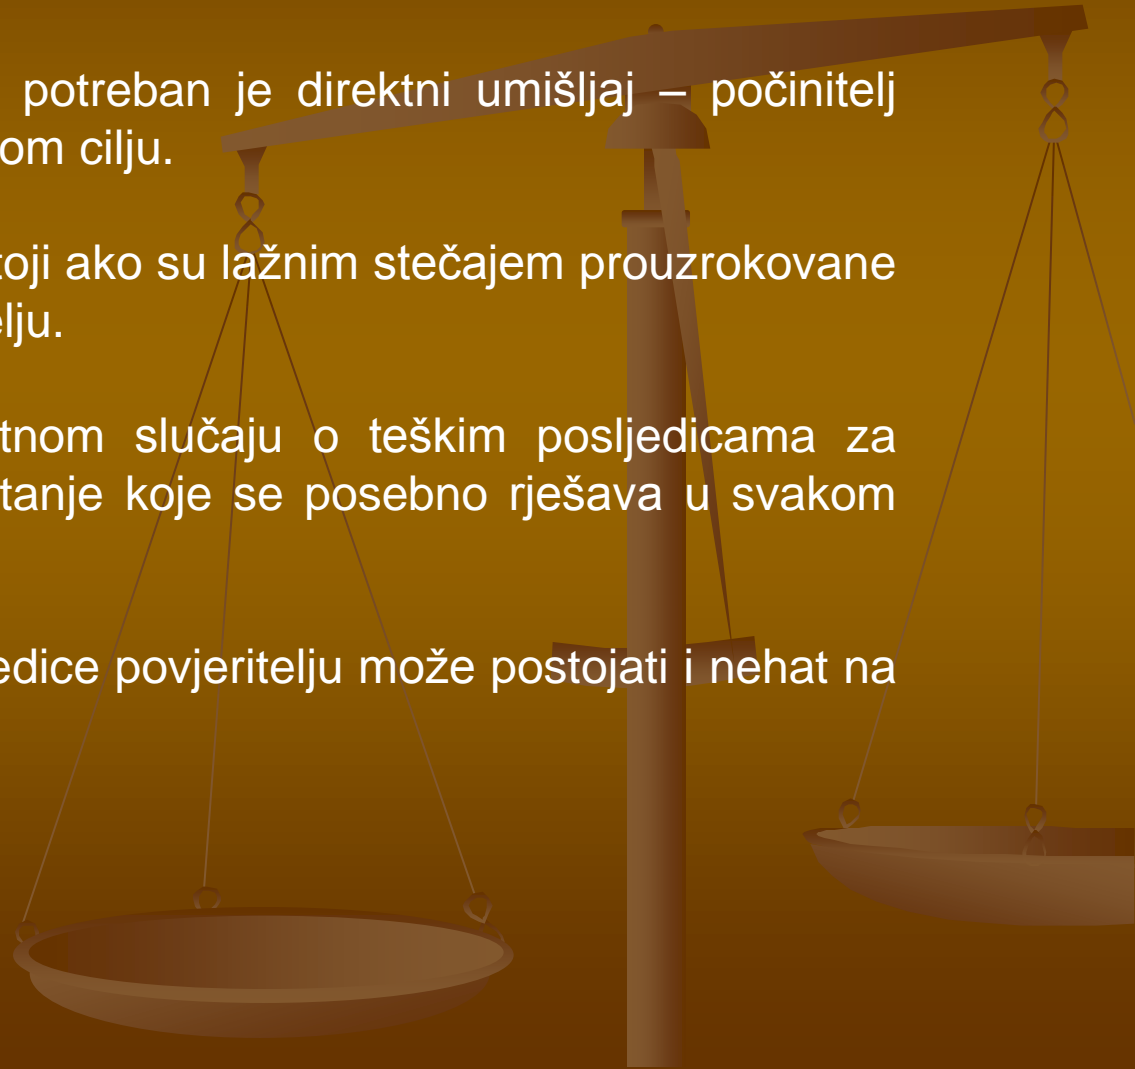 potreban je direktni umišljaj – počinitelj
om cilju.
toji ako su lažnim stečajem prouzrokovane
elju.
tnom slučaju o teškim posljedicama za
itanje koje se posebno rješava u svakom
edice povjeritelju može postojati i nehat na